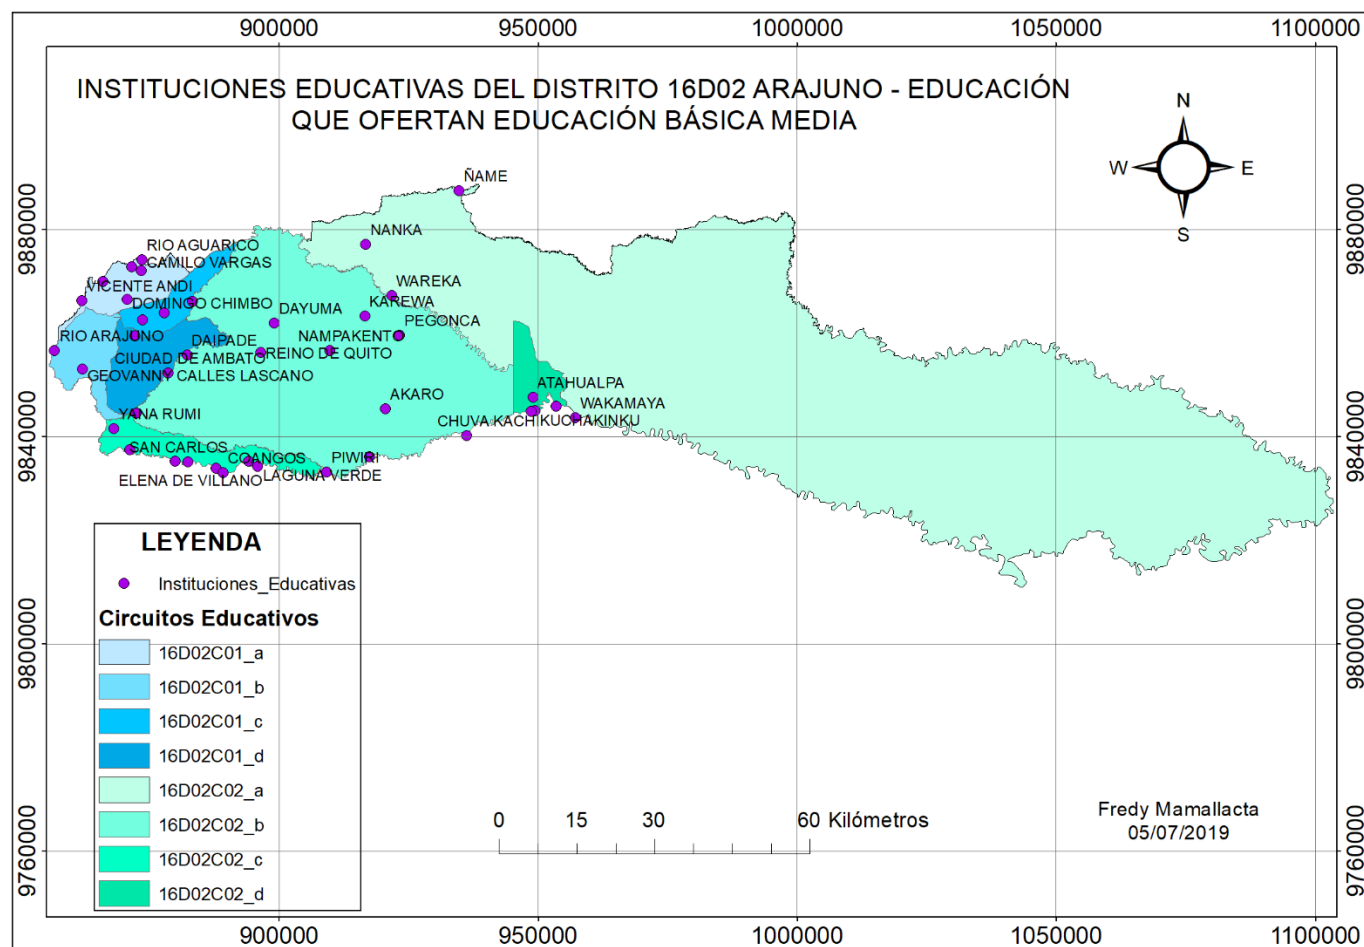 900000 950000 1000000 1050000 1100000
INSTITUCIONES EDUCATIVAS DEL DISTRITO 16D02 ARAJUNO - EDUCACIÓN
QUE OFERTAN EDUCACIÓN BÁSICA MEDIA
N
W E
S
9880000 9880000
9840000 9840000
9800000 9800000
9760000 9760000
ÑAME
NANKA
RIO AGUARICO
CAMILO VARGAS
WAREKA
VICENTE ANDI
DOMINGO CHIMBO
KAREWA
DAYUMA
PEGONCA
RIO ARAJUNO
DAIPADE
NAMPAKENTO
REINO DE QUITO
CIUDAD DE AMBATO
GEOVANNY CALLES LASCANO
ATAHUALPA
AKARO
WAKAMAYA
YANA RUMI
CHUVA KACHIKUCHAKINKU
SAN CARLOS
COANGOS
PIWIRI
ELENA DE VILLANO
LAGUNA VERDE
LEYENDA
Instituciones_Educativas
Circuitos Educativos
16D02C01_a
16D02C01_b
16D02C01_c
16D02C01_d
16D02C02_a
16D02C02_b
16D02C02_c
16D02C02_d
0 15 30 60 Kilómetros
Fredy Mamallacta
05/07/2019
900000 950000 1000000 1050000 1100000